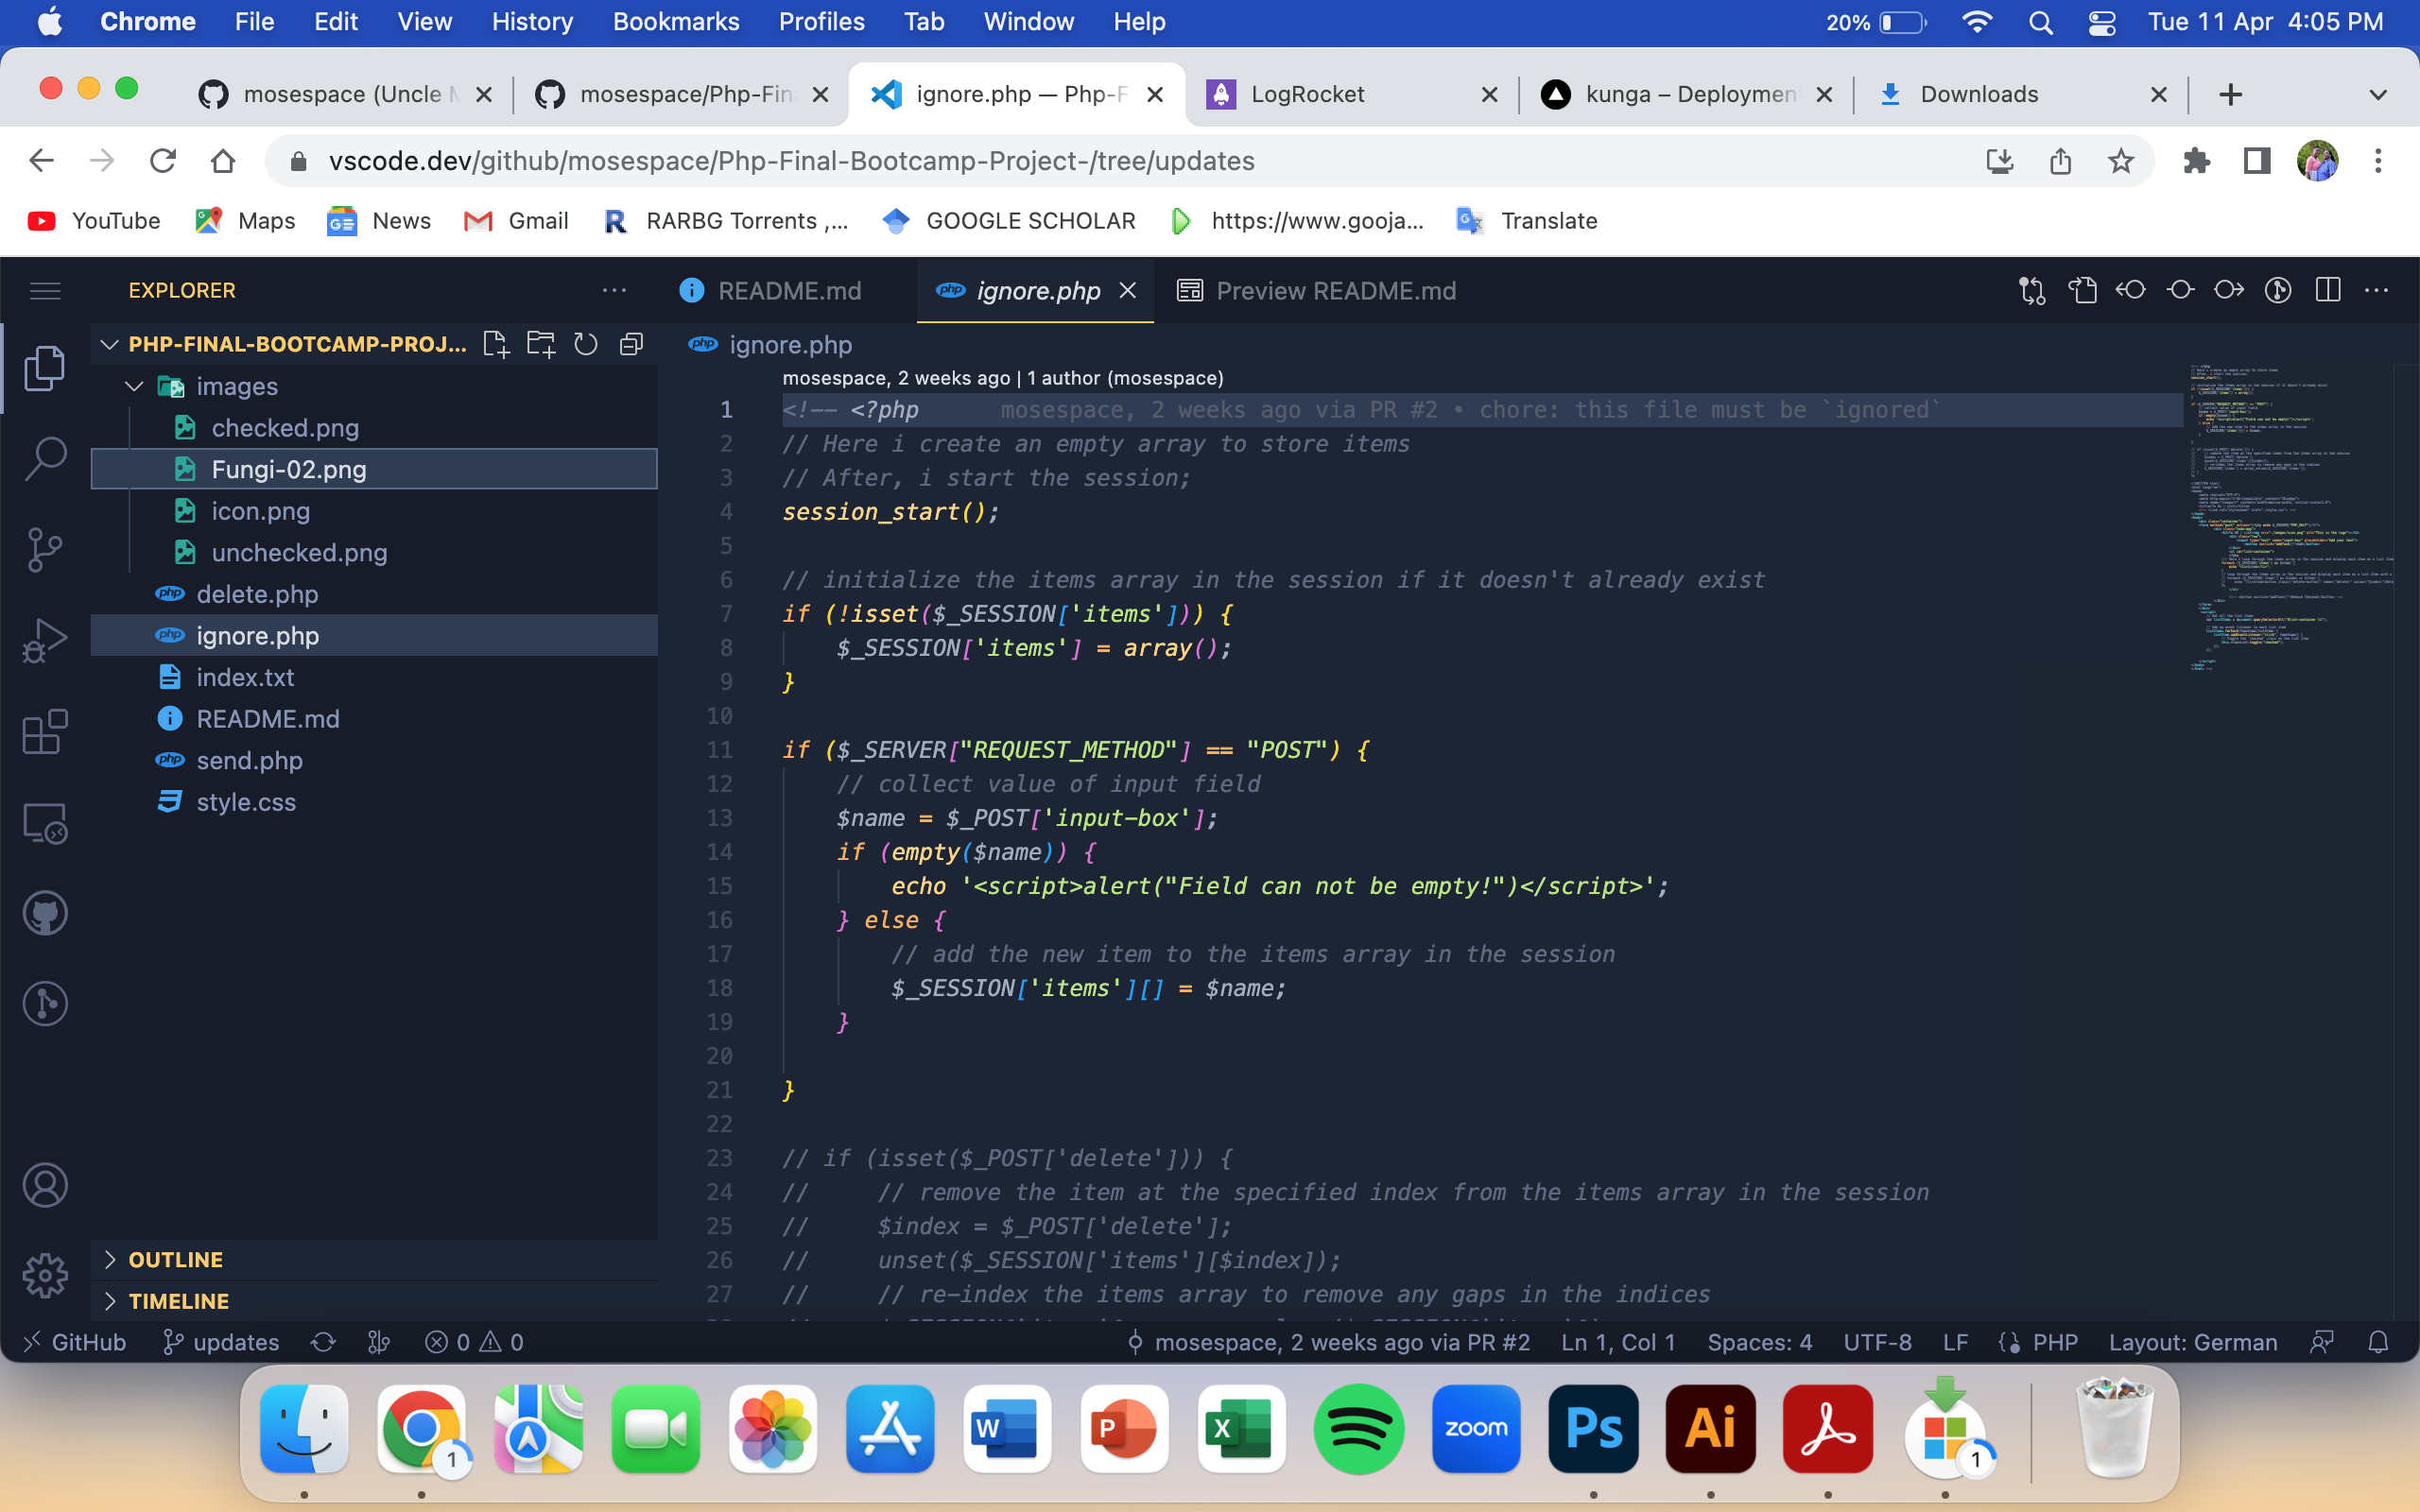 Chrome File Edit View History Bookmarks Profiles Tab Window Help 20% Tue 11 Apr 4:05 PM
mosespace (Uncle mosespace/Php-Fin ignore.php — Php-F LogRocket kunga – Deploymen Downloads
vscode.dev/github/mosespace/Php-Final-Bootcamp-Project-/tree/updates
YouTube Maps News Gmail RARBG Torrents ,... GOOGLE SCHOLAR https://www.gooja... Translate
EXPLORER ... README.md ignore.php Preview README.md
PHP-FINAL-BOOTCAMP-PROJ... ignore.php
images
checked.png
Fungi-02.png
icon.png
unchecked.png
delete.php
ignore.php
index.txt
README.md
send.php
style.css
OUTLINE
TIMELINE
mosespace, 2 weeks ago | 1 author (mosespace)
1 <!-- <?php mosespace, 2 weeks ago via PR #2 • chore: this file must be `ignored`
2 // Here i create an empty array to store items
3 // After, i start the session;
4 session_start();
5
6 // initialize the items array in the session if it doesn't already exist
7 if (!isset($_SESSION['items'])) {
8 $_SESSION['items'] = array();
9 }
10
11 if ($_SERVER["REQUEST_METHOD"] == "POST") {
12 // collect value of input field
13 $name = $_POST['input-box'];
14 if (empty($name)) {
15 echo '<script>alert("Field can not be empty!")</script>';
16 } else {
17 // add the new item to the items array in the session
18 $_SESSION['items'][] = $name;
19 }
20
21 }
22
23 // if (isset($_POST['delete'])) {
24 // // remove the item at the specified index from the items array in the session
25 // $index = $_POST['delete'];
26 // unset($_SESSION['items'][$index]);
27 // // re-index the items array to remove any gaps in the indices
GitHub updates 0 0 mosespace, 2 weeks ago via PR #2 Ln 1, Col 1 Spaces: 4 UTF-8 LF PHP Layout: German
1 W P X zoom Ps Ai 1